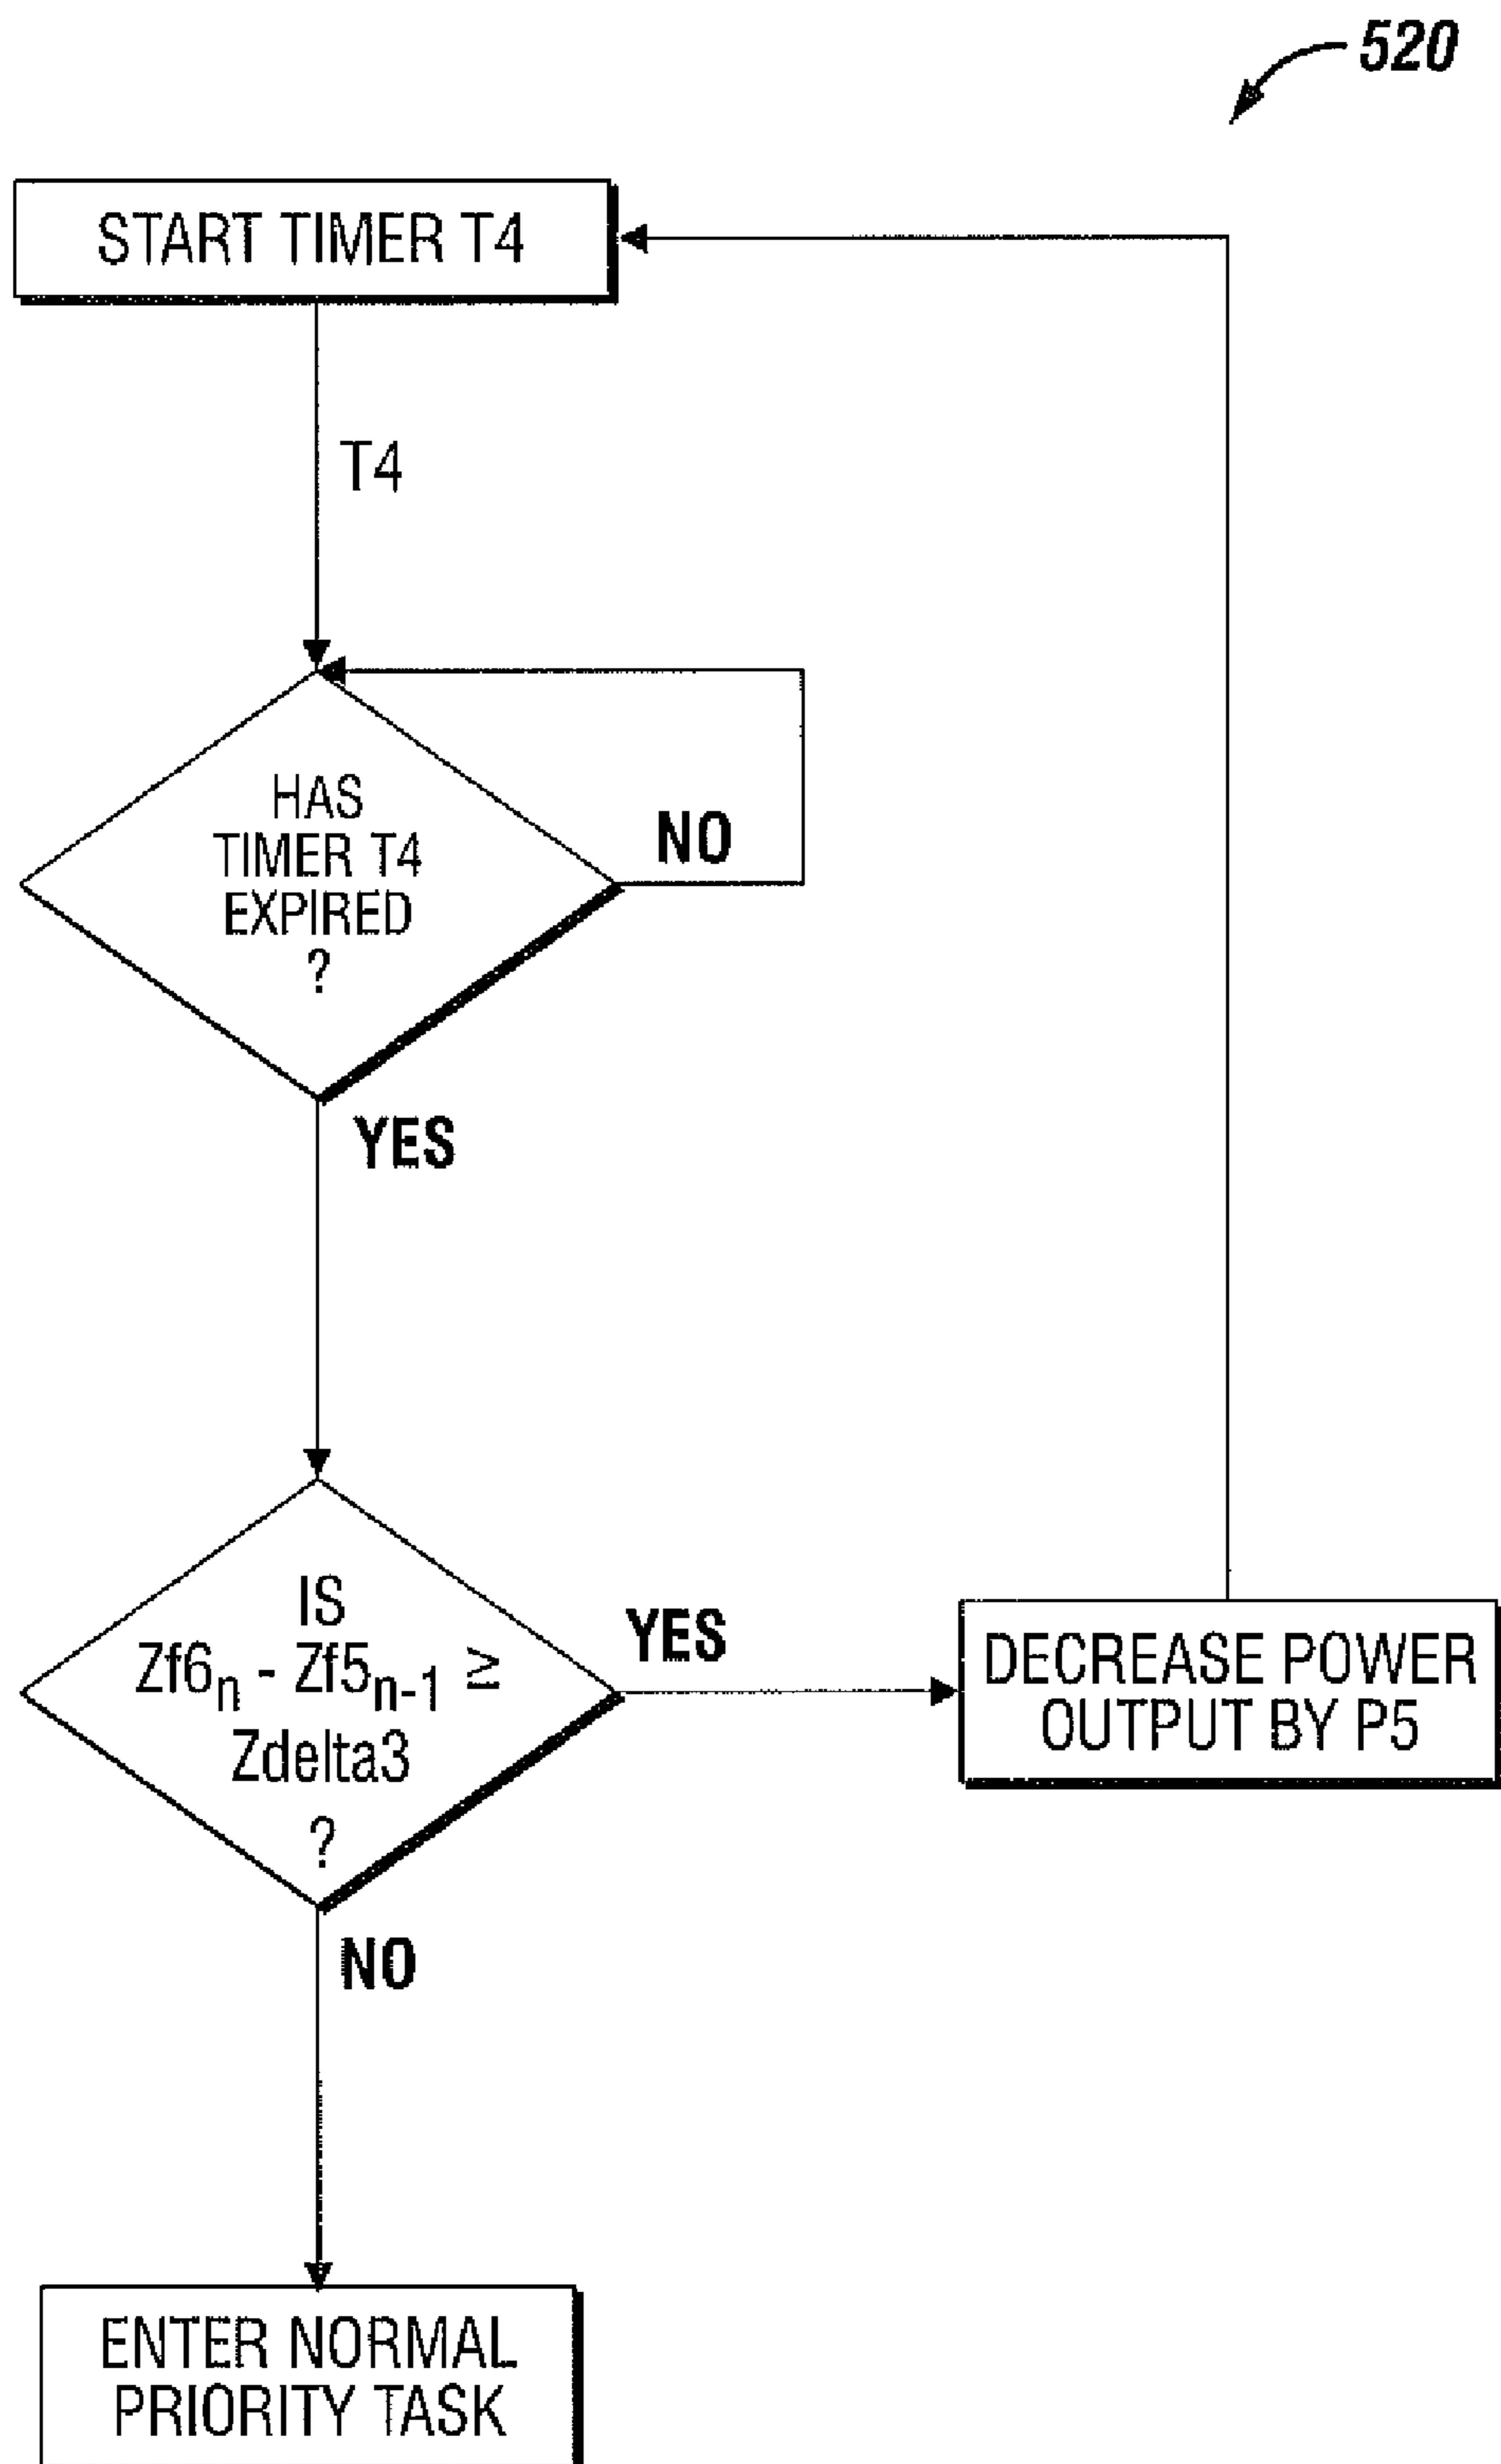 520
START TIMER T4
T4
HAS
TIMER T4
EXPIRED
?
NO
YES
IS
Zf6n - Zf5n-1 ≥
Zdelta3
?
YES
DECREASE POWER
OUTPUT BY P5
NO
ENTER NORMAL
PRIORITY TASK